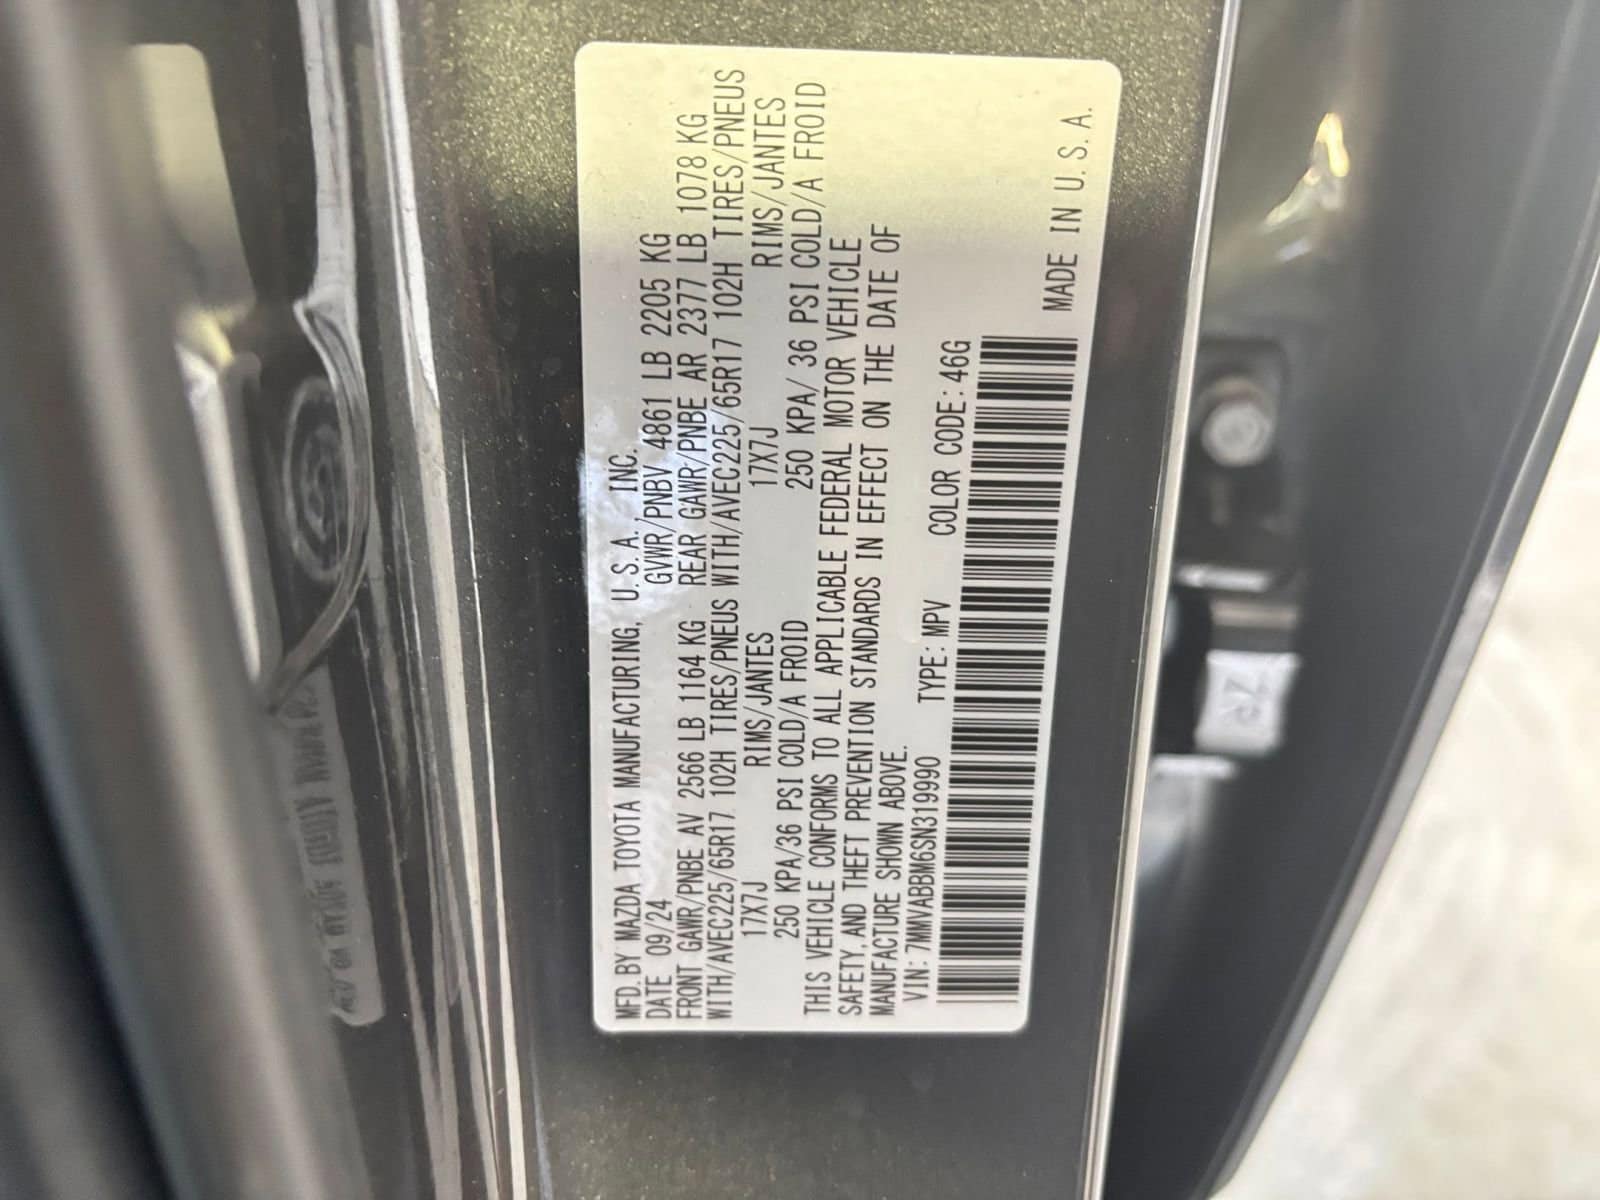 MFD.BY MAZDA TOYOTA MANUFACTURING, U.S.A., INC.
DATE 09/24 GVWR/PNBV 4861 LB 2205 KG
FRONT GAWR/PNBE AV 2566 LB 1164 KG REAR GAWR/PNBE AR 2377 LB 1078 KG
WITH/AVEC225/65R17 102H TIRES/PNEUS WITH/AVEC225/65R17 102H TIRES/PNEUS
17X7J RIMS/JANTES 17X7J RIMS/JANTES
250 KPA/36 PSI COLD/A FROID 250 KPA/ 36 PSI COLD/A FROID
THIS VEHICLE CONFORMS TO ALL APPLICABLE FEDERAL MOTOR VEHICLE
SAFETY, AND THEFT PREVENTION STANDARDS IN EFFECT ON THE DATE OF
MANUFACTURE SHOWN ABOVE.
VIN: 7MMVABBM6SN319990 TYPE: MPV COLOR CODE: 46G
MADE IN U.S.A.